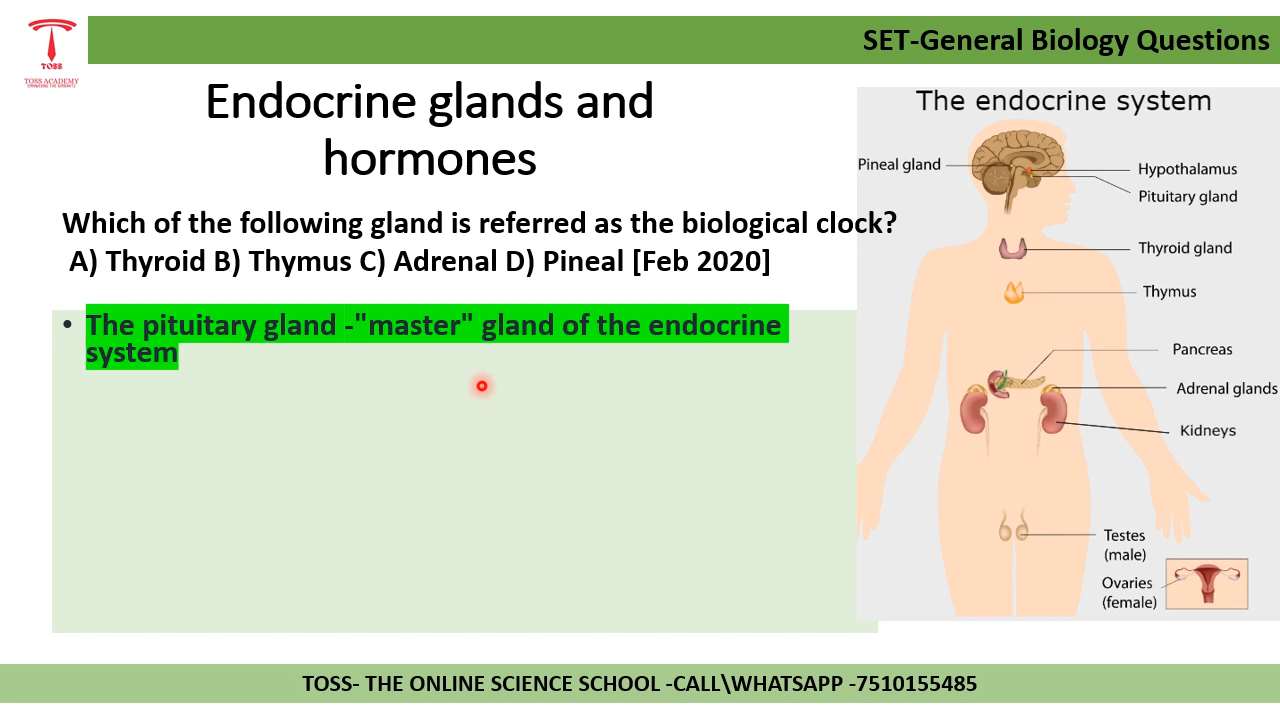 SET-General Biology Questions
TOSS
TOSS ACADEMY
Endocrine glands and
hormones
Which of the following gland is referred as the biological clock?
A) Thyroid B) Thymus C) Adrenal D) Pineal [Feb 2020]
• The pituitary gland -"master" gland of the endocrine
system
The endocrine system
Pineal gland
Hypothalamus
Pituitary gland
Thyroid gland
Thymus
Pancreas
Adrenal glands
Kidneys
Testes
(male)
Ovaries
(female)
TOSS- THE ONLINE SCIENCE SCHOOL -CALL\WHATSAPP -7510155485